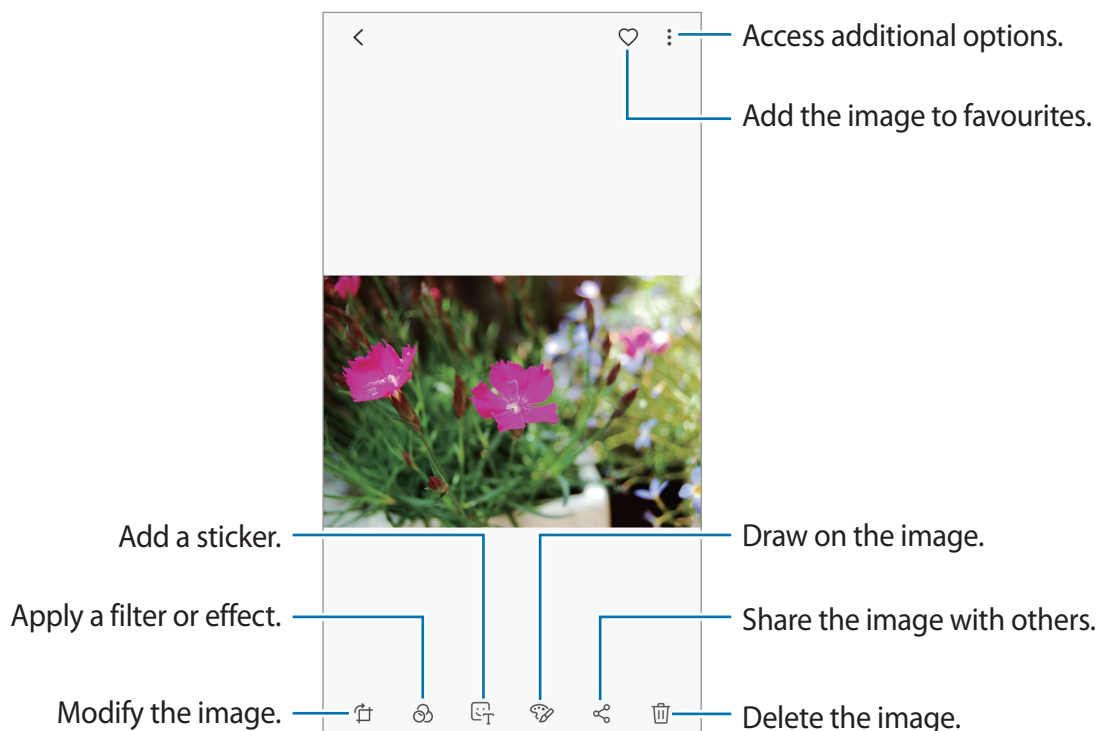 Access additional options.
Add the image to favourites.
Add a sticker.
Draw on the image.
Apply a filter or effect.
Share the image with others.
Modify the image.
Delete the image.